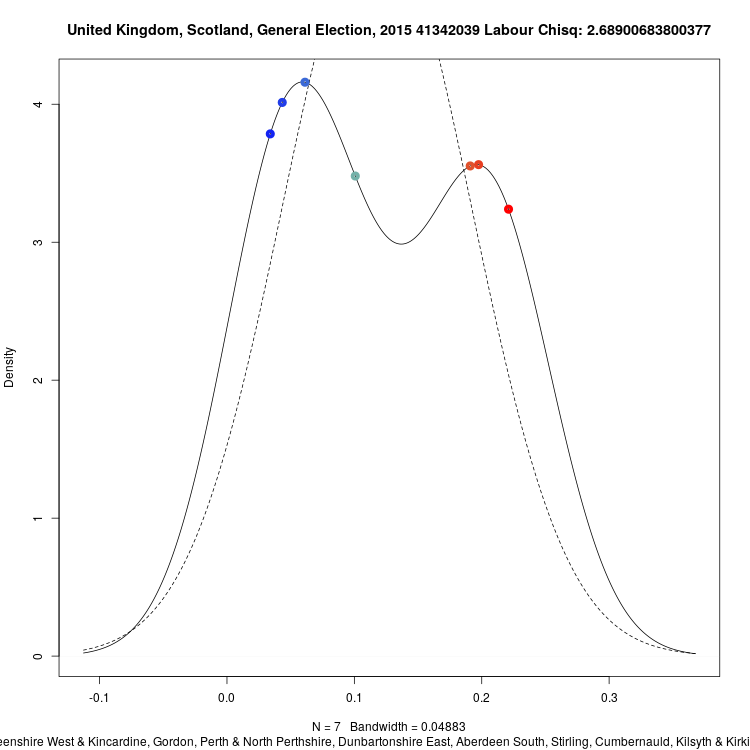 United Kingdom, Scotland, General Election, 2015 41342039 Labour Chisq: 2.68900683800377
Density
4
3
2
1
0
-0.1 0.0 0.1 0.2 0.3
N = 7 Bandwidth = 0.04883
eenshire West & Kincardine, Gordon, Perth & North Perthshire, Dunbartonshire East, Aberdeen South, Stirling, Cumbernauld, Kilsyth & Kirki